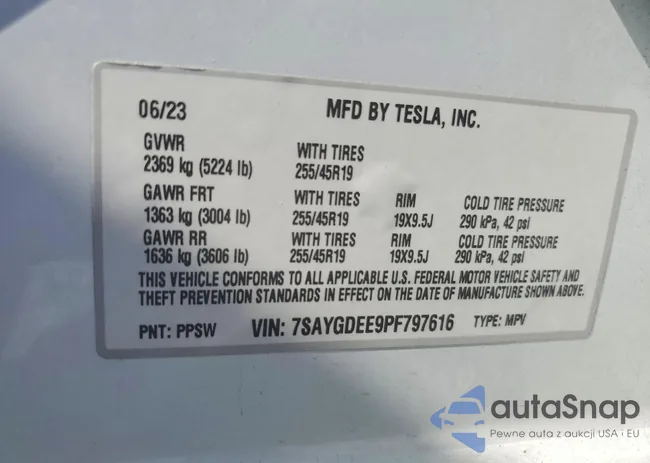 06/23 MFD BY TESLA, INC.
GVWR
2369 kg (5224 lb) WITH TIRES
255/45R19
GAWR FRT WITH TIRES RIM COLD TIRE PRESSURE
1363 kg (3004 lb) 255/45R19 19X9.5J 290 kPa, 42 psi
GAWR RR WITH TIRES RIM COLD TIRE PRESSURE
1636 kg (3606 lb) 255/45R19 19X9.5J 290 kPa, 42 psi
THIS VEHICLE CONFORMS TO ALL APPLICABLE U.S. FEDERAL MOTOR VEHICLE SAFETY AND
THEFT PREVENTION STANDARDS IN EFFECT ON THE DATE OF MANUFACTURE SHOWN ABOVE.
PNT: PPSW VIN: 7SAYGDEE9PF797616 TYPE: MPV
autoSnap
Pewne auta z aukcji USA i EU